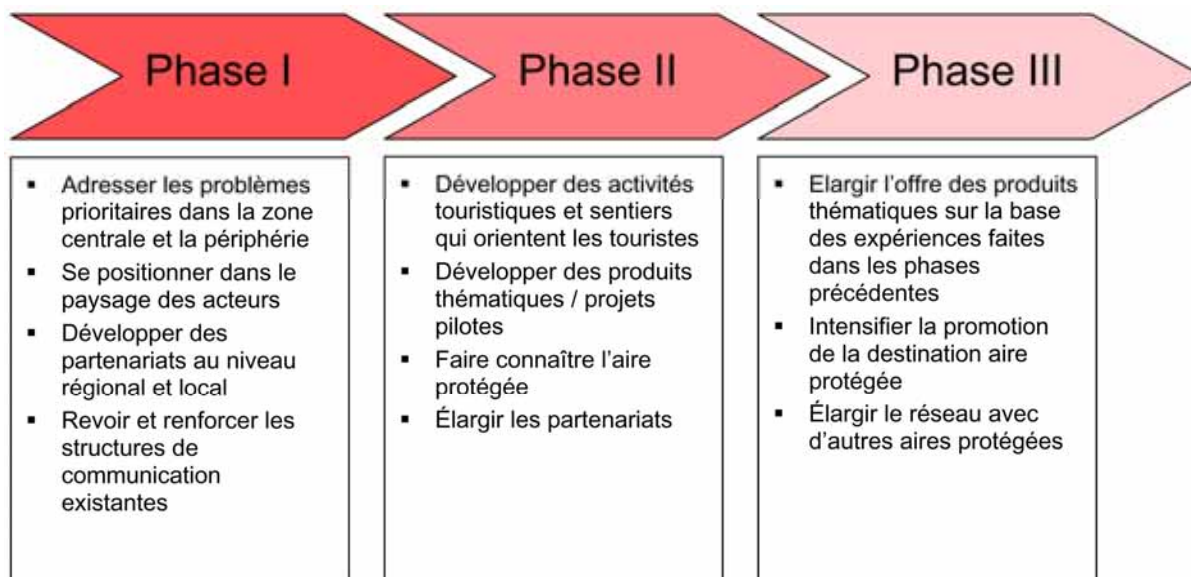 Phase I
Phase II
Phase III
▪ Adresser les problèmes
prioritaires dans la zone
centrale et la périphérie
▪ Se positionner dans le
paysage des acteurs
▪ Développer des
partenariats au niveau
régional et local
▪ Revoir et renforcer les
structures de
communication
existantes
▪ Développer des activités
touristiques et sentiers
qui orientent les touristes
▪ Développer des produits
thématiques / projets
pilotes
▪ Faire connaître l’aire
protégée
▪ Élargir les partenariats
▪ Elargir l’offre des produits
thématiques sur la base
des expériences faites
dans les phases
précédentes
▪ Intensifier la promotion
de la destination aire
protégée
▪ Élargir le réseau avec
d’autres aires protégées